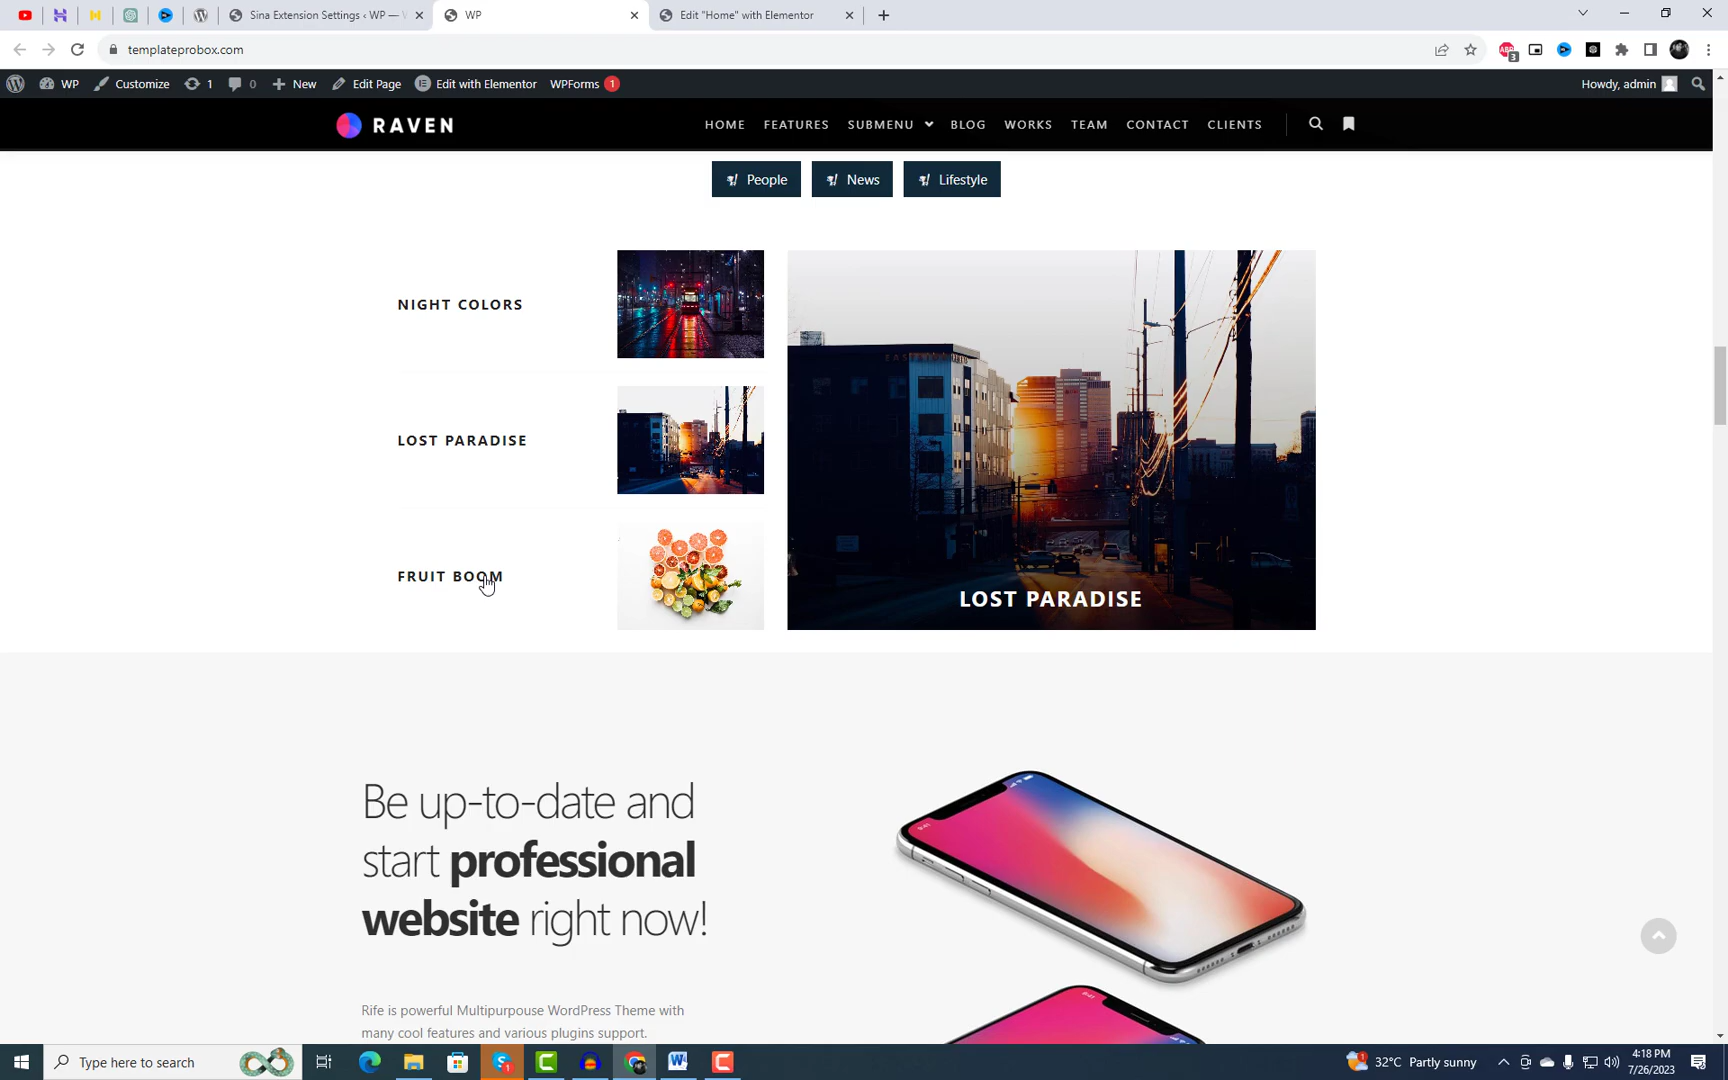 Sina Extension Settings ‹ WP —
WP
Edit "Home" with Elementor
templateprobox.com
WP
Customize
1
0
New
Edit Page
Edit with Elementor
WPForms 1
Howdy, admin
RAVEN
HOME
FEATURES
SUBMENU
BLOG
WORKS
TEAM
CONTACT
CLIENTS
People
News
Lifestyle
NIGHT COLORS
LOST PARADISE
FRUIT BOOM
LOST PARADISE
Be up-to-date and
start professional
website right now!
Rife is powerful Multipurpouse WordPress Theme with
many cool features and various plugins support.
Type here to search
32°C Partly sunny
4:18 PM
7/26/2023